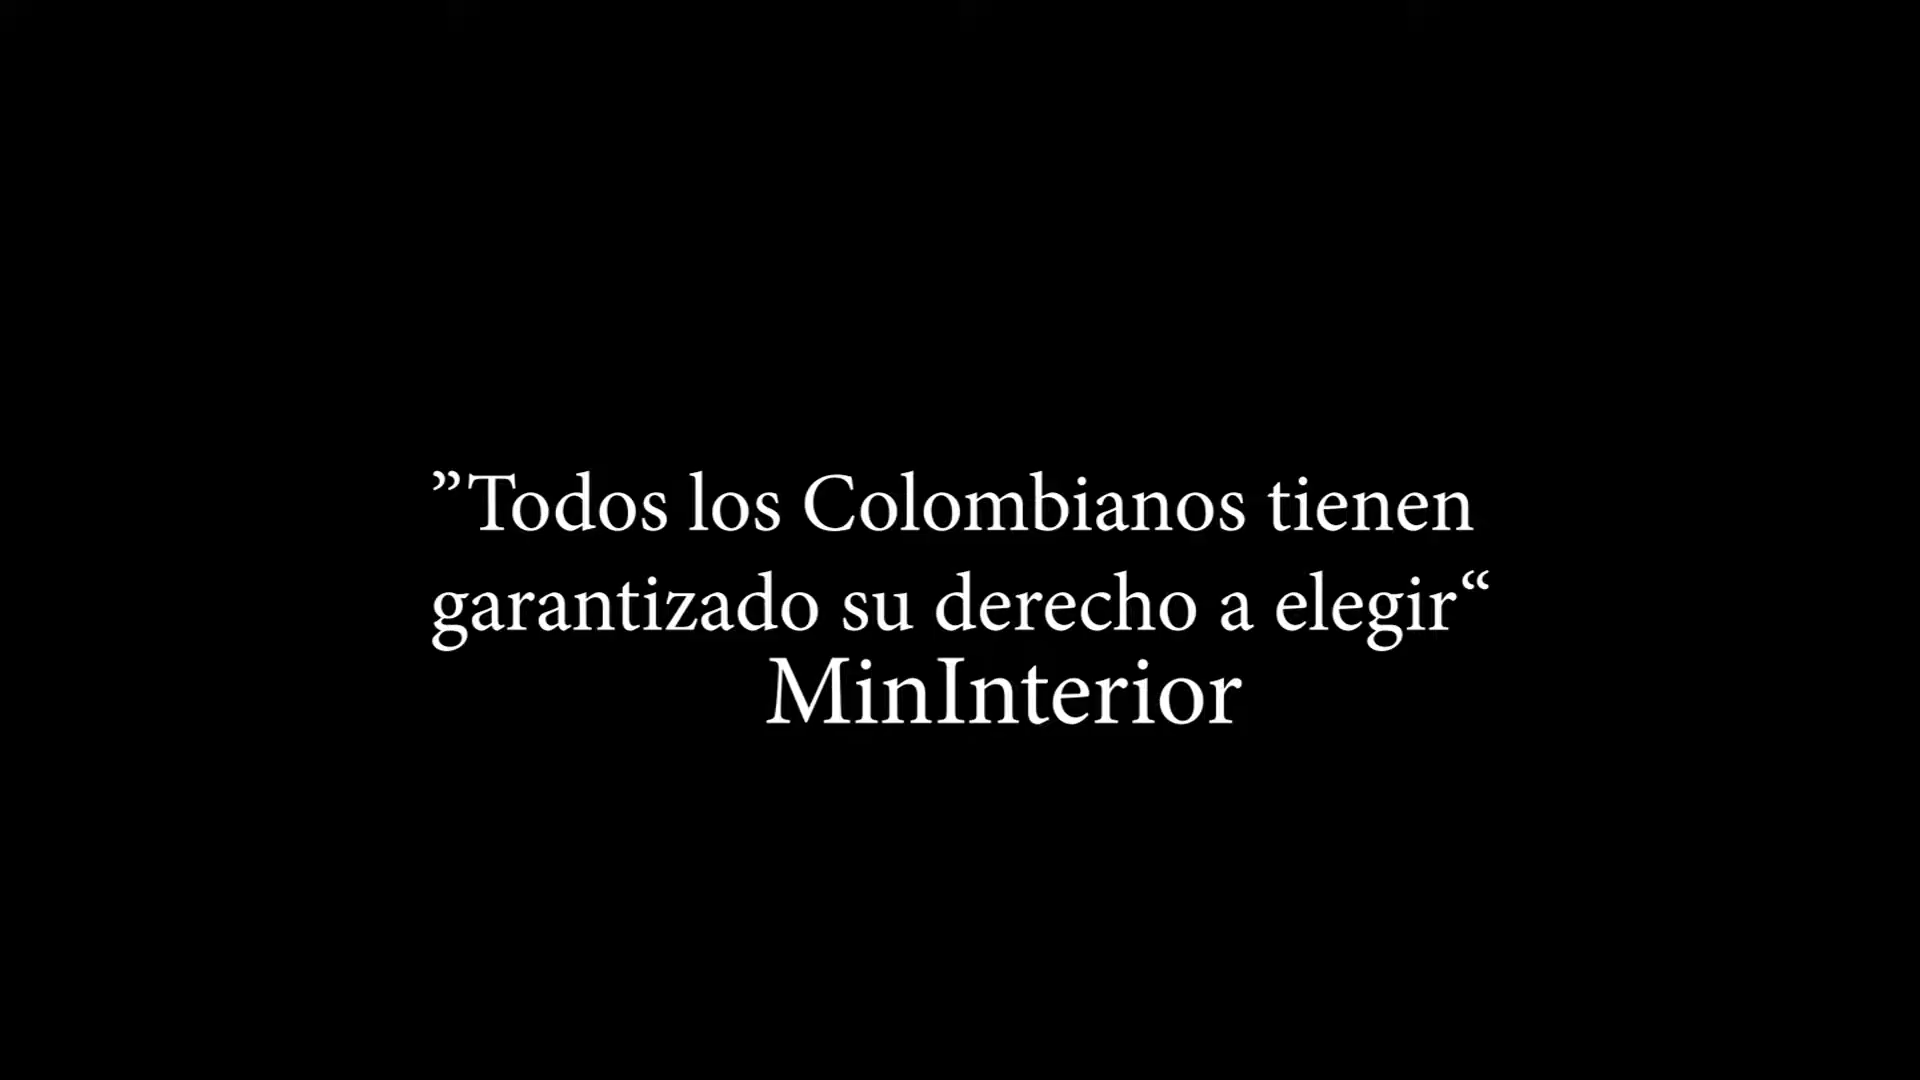 ”Todos los Colombianos tienen
garantizado su derecho a elegir“
MinInterior